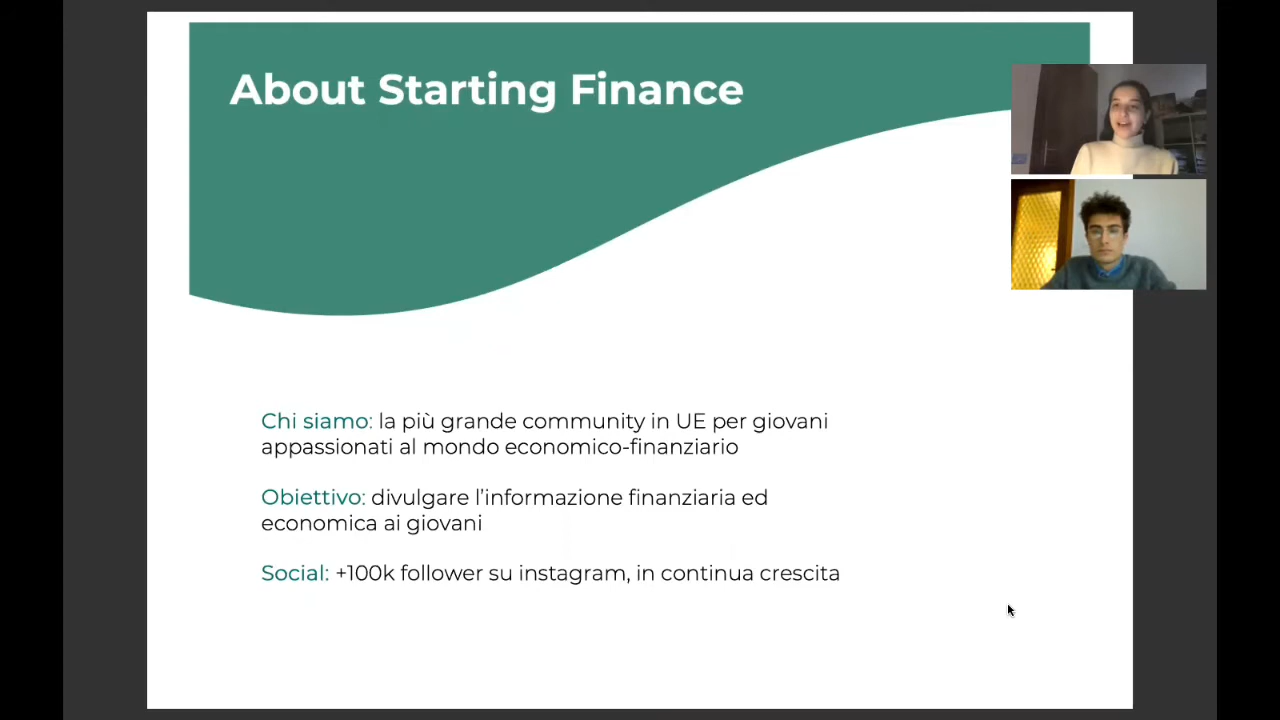 About Starting Finance
Chi siamo: la più grande community in UE per giovani
appassionati al mondo economico-finanziario
Obiettivo: divulgare l'informazione finanziaria ed
economica ai giovani
Social: +100k follower su instagram, in continua crescita